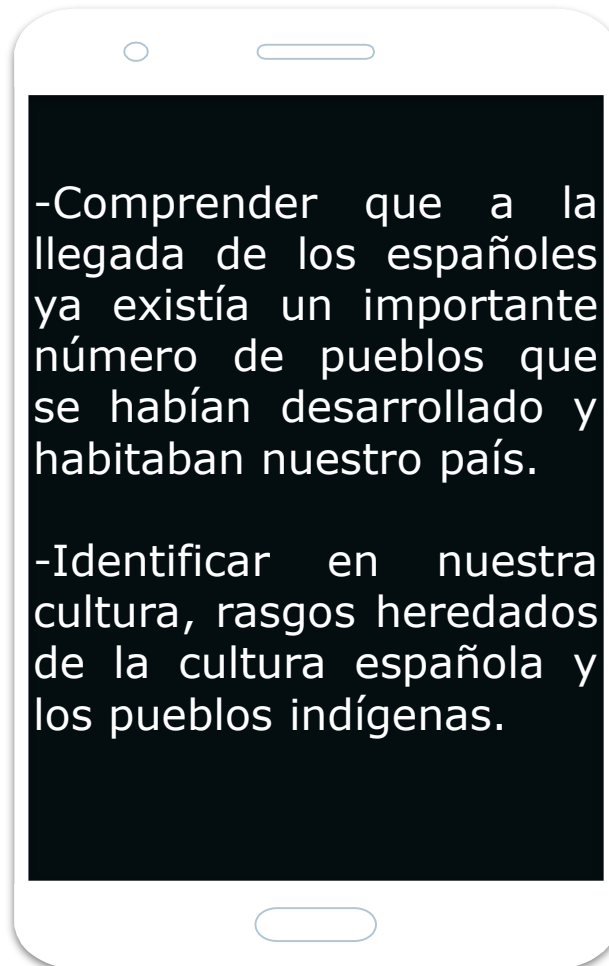 -Comprender que a la
llegada de los españoles
ya existía un importante
número de pueblos que
se habían desarrollado y
habitaban nuestro país.
-Identificar en nuestra
cultura, rasgos heredados
de la cultura española y
los pueblos indígenas.